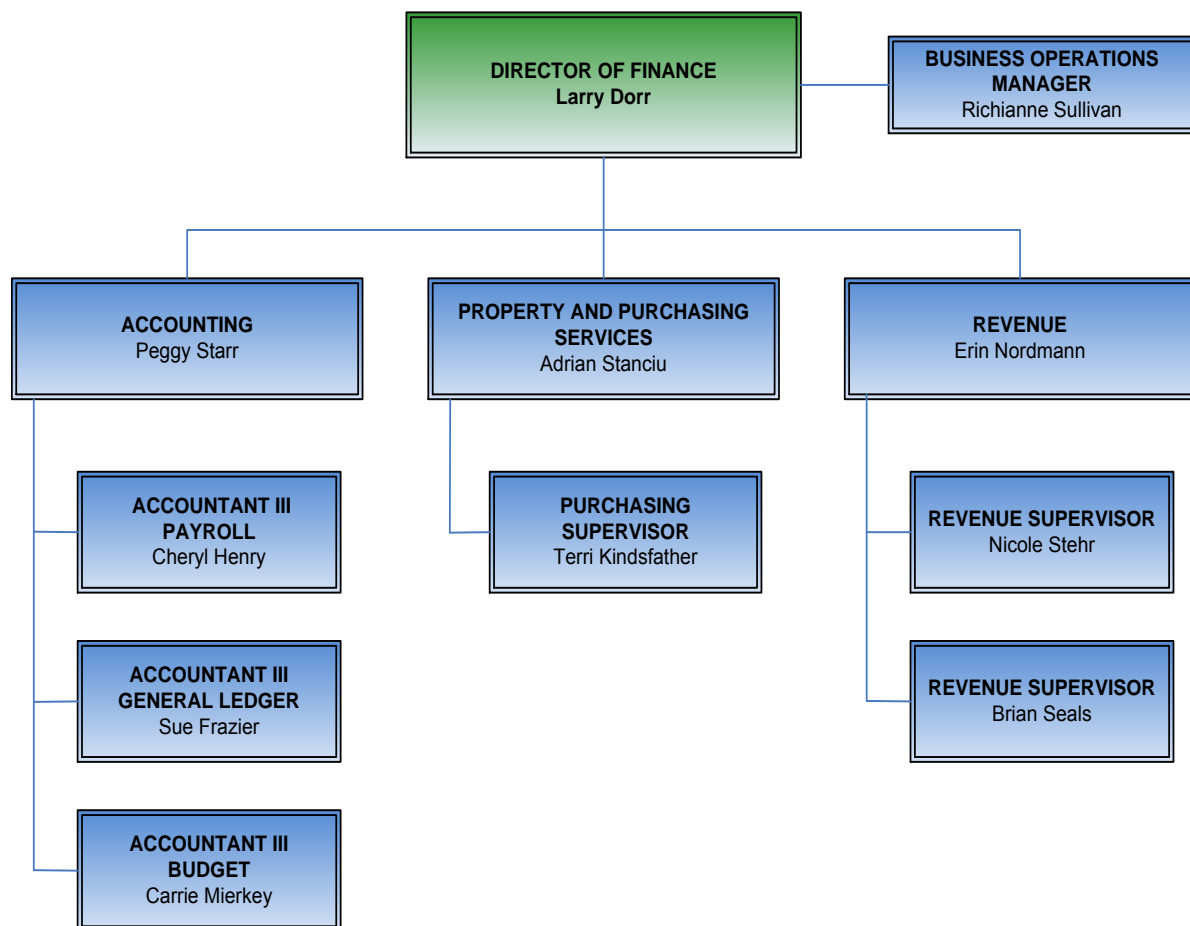 DIRECTOR OF FINANCE
Larry Dorr
BUSINESS OPERATIONS
MANAGER
Richianne Sullivan
ACCOUNTING
Peggy Starr
PROPERTY AND PURCHASING
SERVICES
Adrian Stanciu
REVENUE
Erin Nordmann
ACCOUNTANT III
PAYROLL
Cheryl Henry
PURCHASING
SUPERVISOR
Terri Kindsfather
REVENUE SUPERVISOR
Nicole Stehr
ACCOUNTANT III
GENERAL LEDGER
Sue Frazier
REVENUE SUPERVISOR
Brian Seals
ACCOUNTANT III
BUDGET
Carrie Mierkey